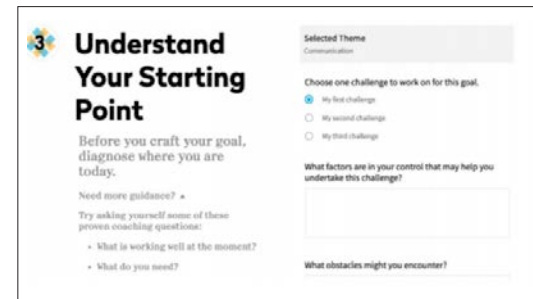 3
Understand
Your Starting
Point
Before you craft your goal,
diagnose where you are
today.
Need more guidance?
Try asking yourself some of these
proven coaching questions:
• What is working well at the moment?
• What do you need?
Selected Theme
Communication
Choose one challenge to work on for this goal.
My first challenge
My second challenge
My third challenge
What factors are in your control that may help you
undertake this challenge?
What obstacles might you encounter?